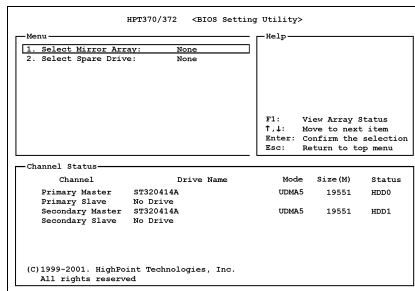 HPT370/372 <BIOS Setting Utility>
Menu
1. Select Mirror Array: None
2. Select Spare Drive: None
Help
F1: View Array Status
↑,↓: Move to next item
Enter: Confirm the selection
Esc: Return to top menu
Channel Status
Channel Drive Name Mode Size(M) Status
Primary Master ST320414A UDMA5 19551 HDD0
Primary Slave No Drive
Secondary Master ST320414A UDMA5 19551 HDD1
Secondary Slave No Drive
(C)1999-2001. HighPoint Technologies, Inc.
All rights reserved